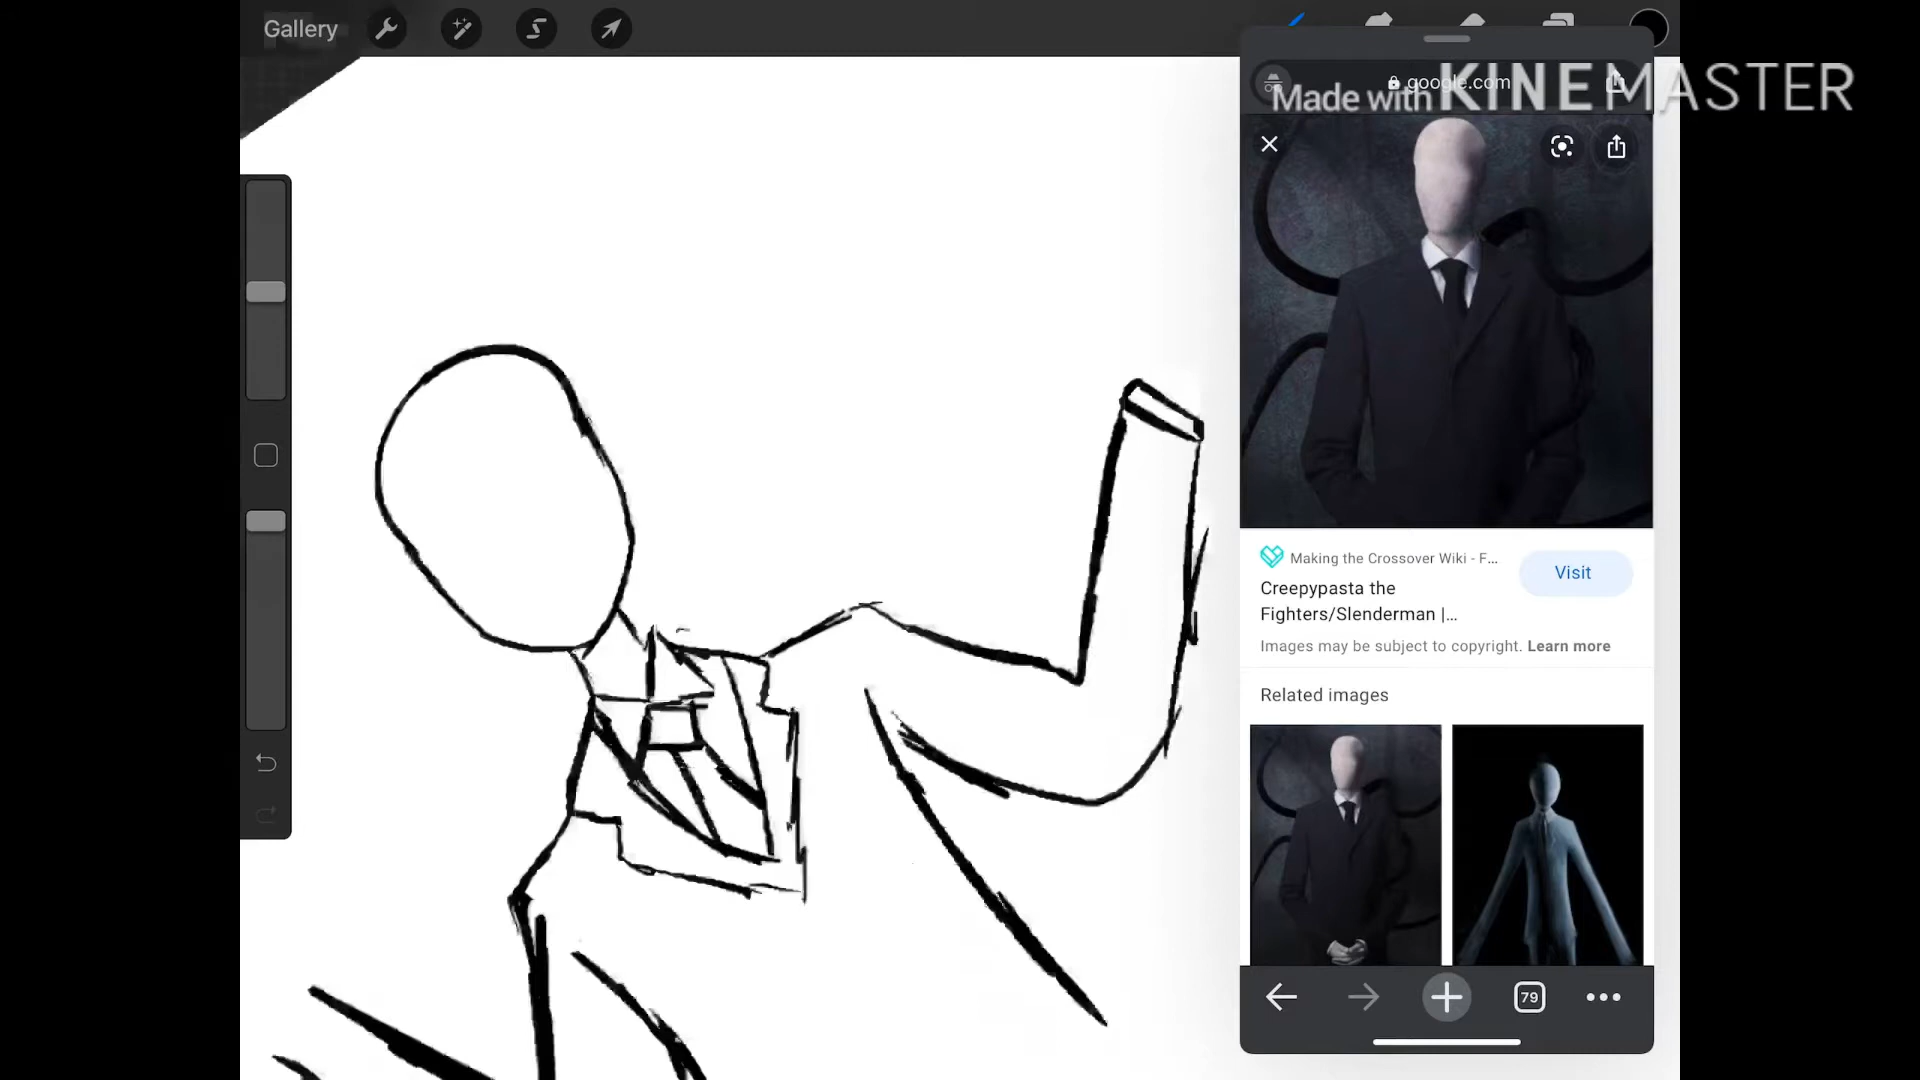 Gallery
google.com
Made with KINEMASTER
Making the Crossover Wiki - F...
Visit
Creepypasta the
Fighters/Slenderman |...
Images may be subject to copyright. Learn more
Related images
79